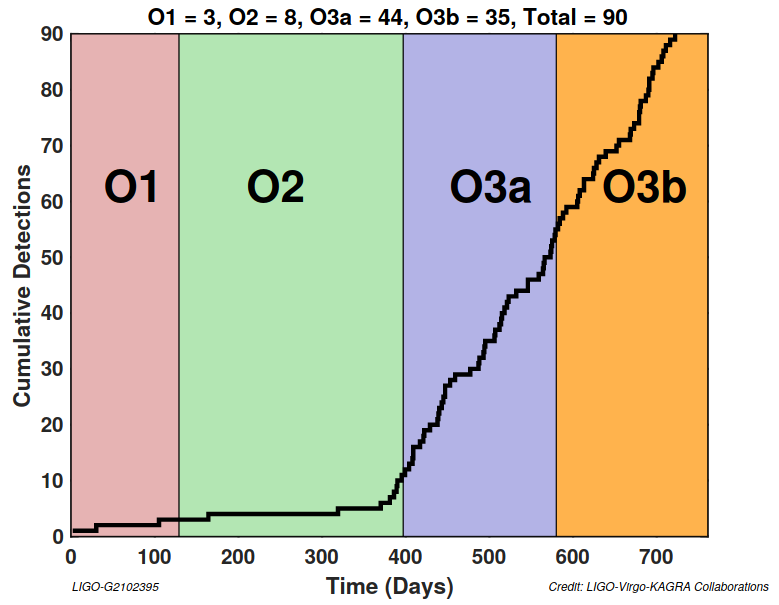 O1 = 3, O2 = 8, O3a = 44, O3b = 35, Total = 90
90
80
70
60
50
40
30
20
10
0
Cumulative Detections
O1
O2
O3a
O3b
0 100 200 300 400 500 600 700
Time (Days)
LIGO-G2102395
Credit: LIGO-Virgo-KAGRA Collaborations